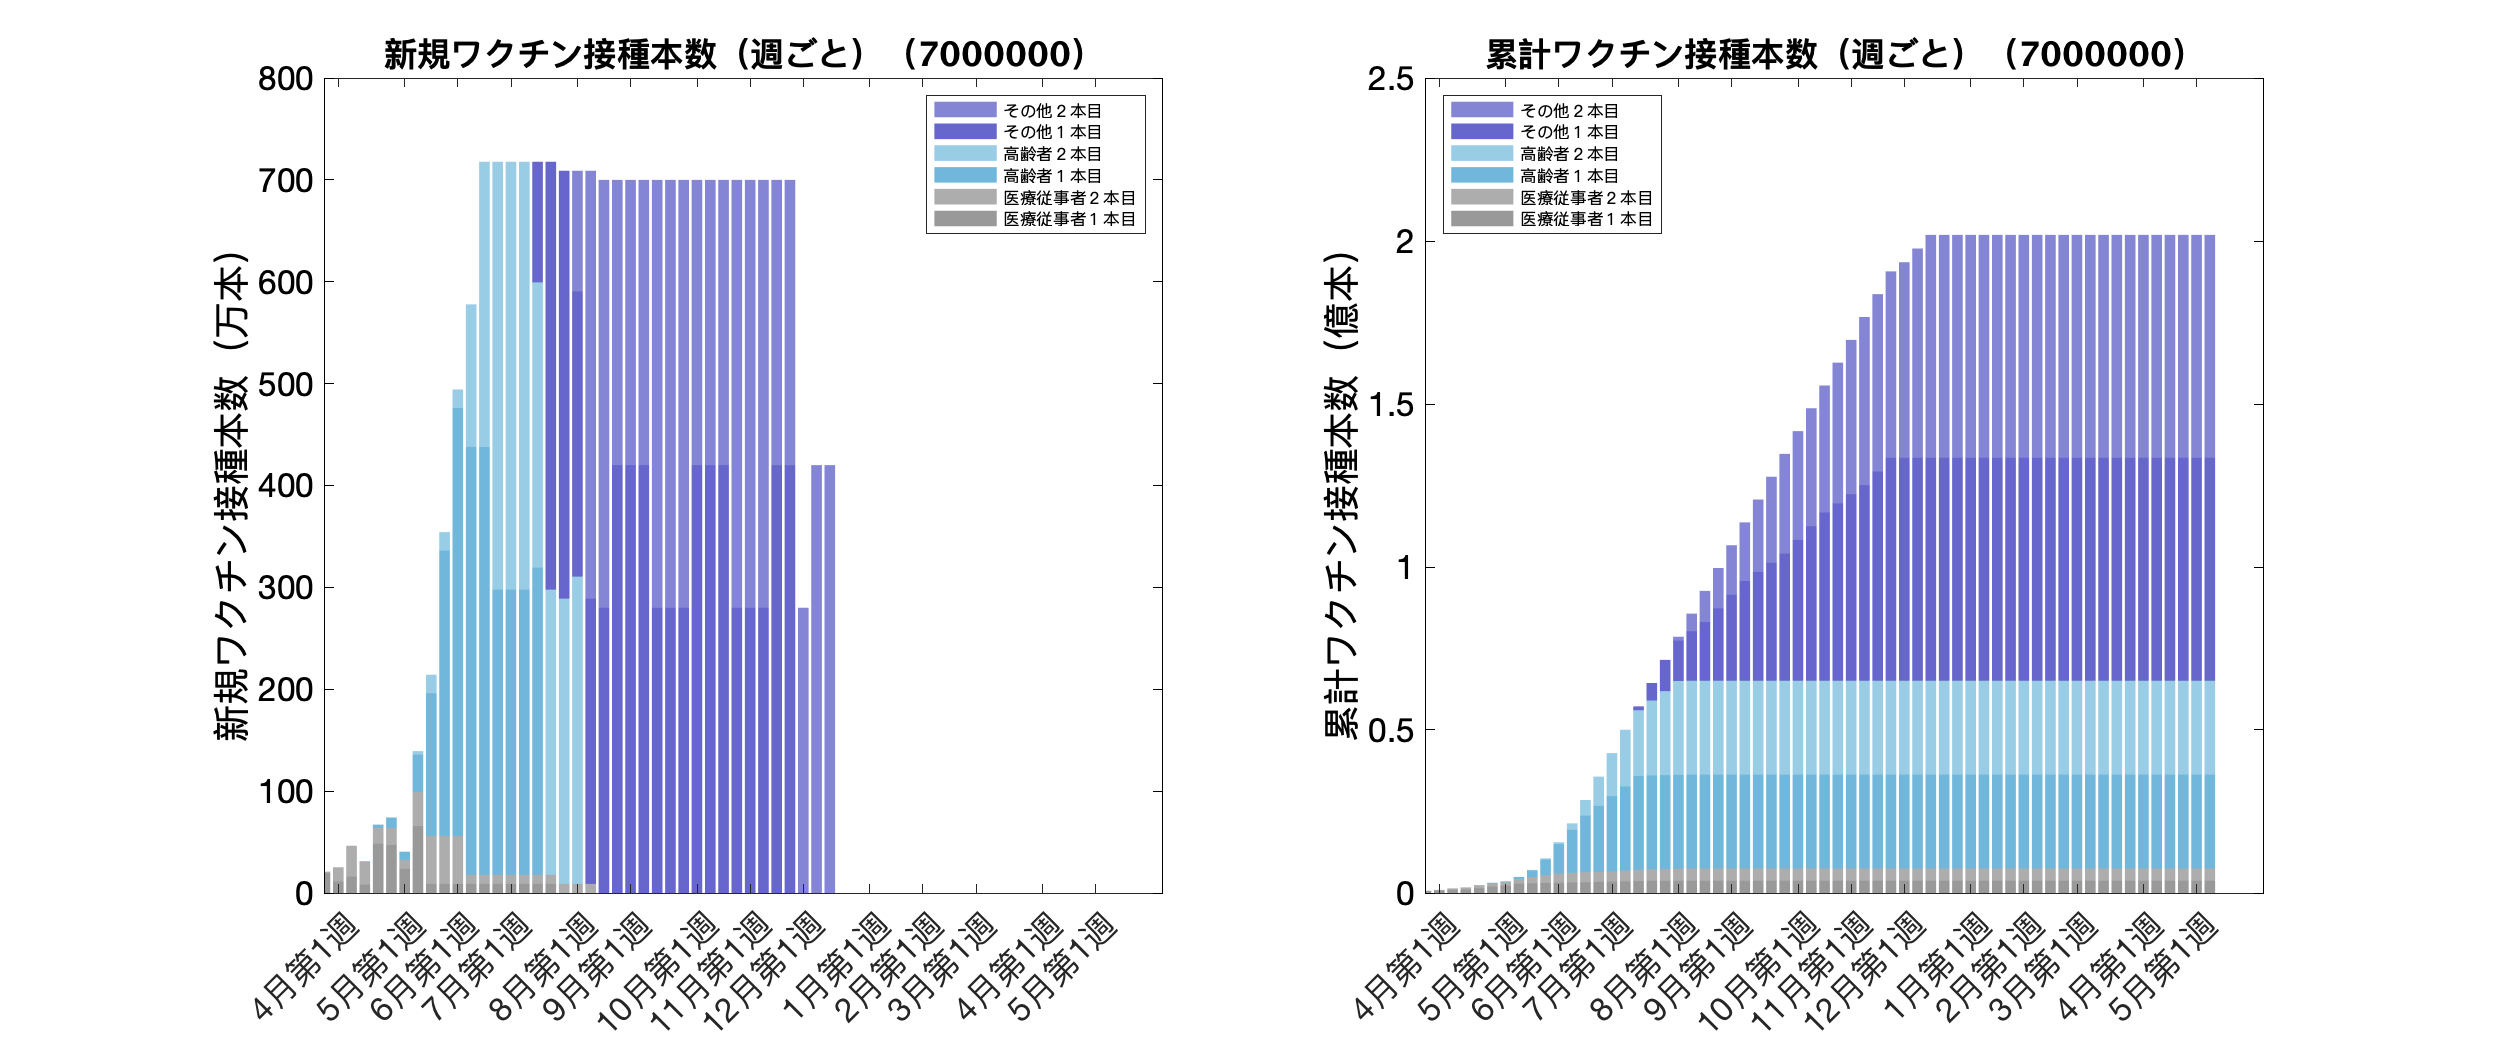 新規ワクチン接種本数（週ごと）（7000000）
新規ワクチン接種本数（万本）
800
700
600
500
400
300
200
100
0
その他２本目
その他１本目
高齢者２本目
高齢者１本目
医療従事者２本目
医療従事者１本目
4月第1週
5月第1週
6月第1週
7月第1週
8月第1週
9月第1週
10月第1週
11月第1週
12月第1週
1月第1週
2月第1週
3月第1週
4月第1週
5月第1週
累計ワクチン接種本数（週ごと）（7000000）
累計ワクチン接種本数（億本）
2.5
2
1.5
1
0.5
0
その他２本目
その他１本目
高齢者２本目
高齢者１本目
医療従事者２本目
医療従事者１本目
4月第1週
5月第1週
6月第1週
7月第1週
8月第1週
9月第1週
10月第1週
11月第1週
12月第1週
1月第1週
2月第1週
3月第1週
4月第1週
5月第1週